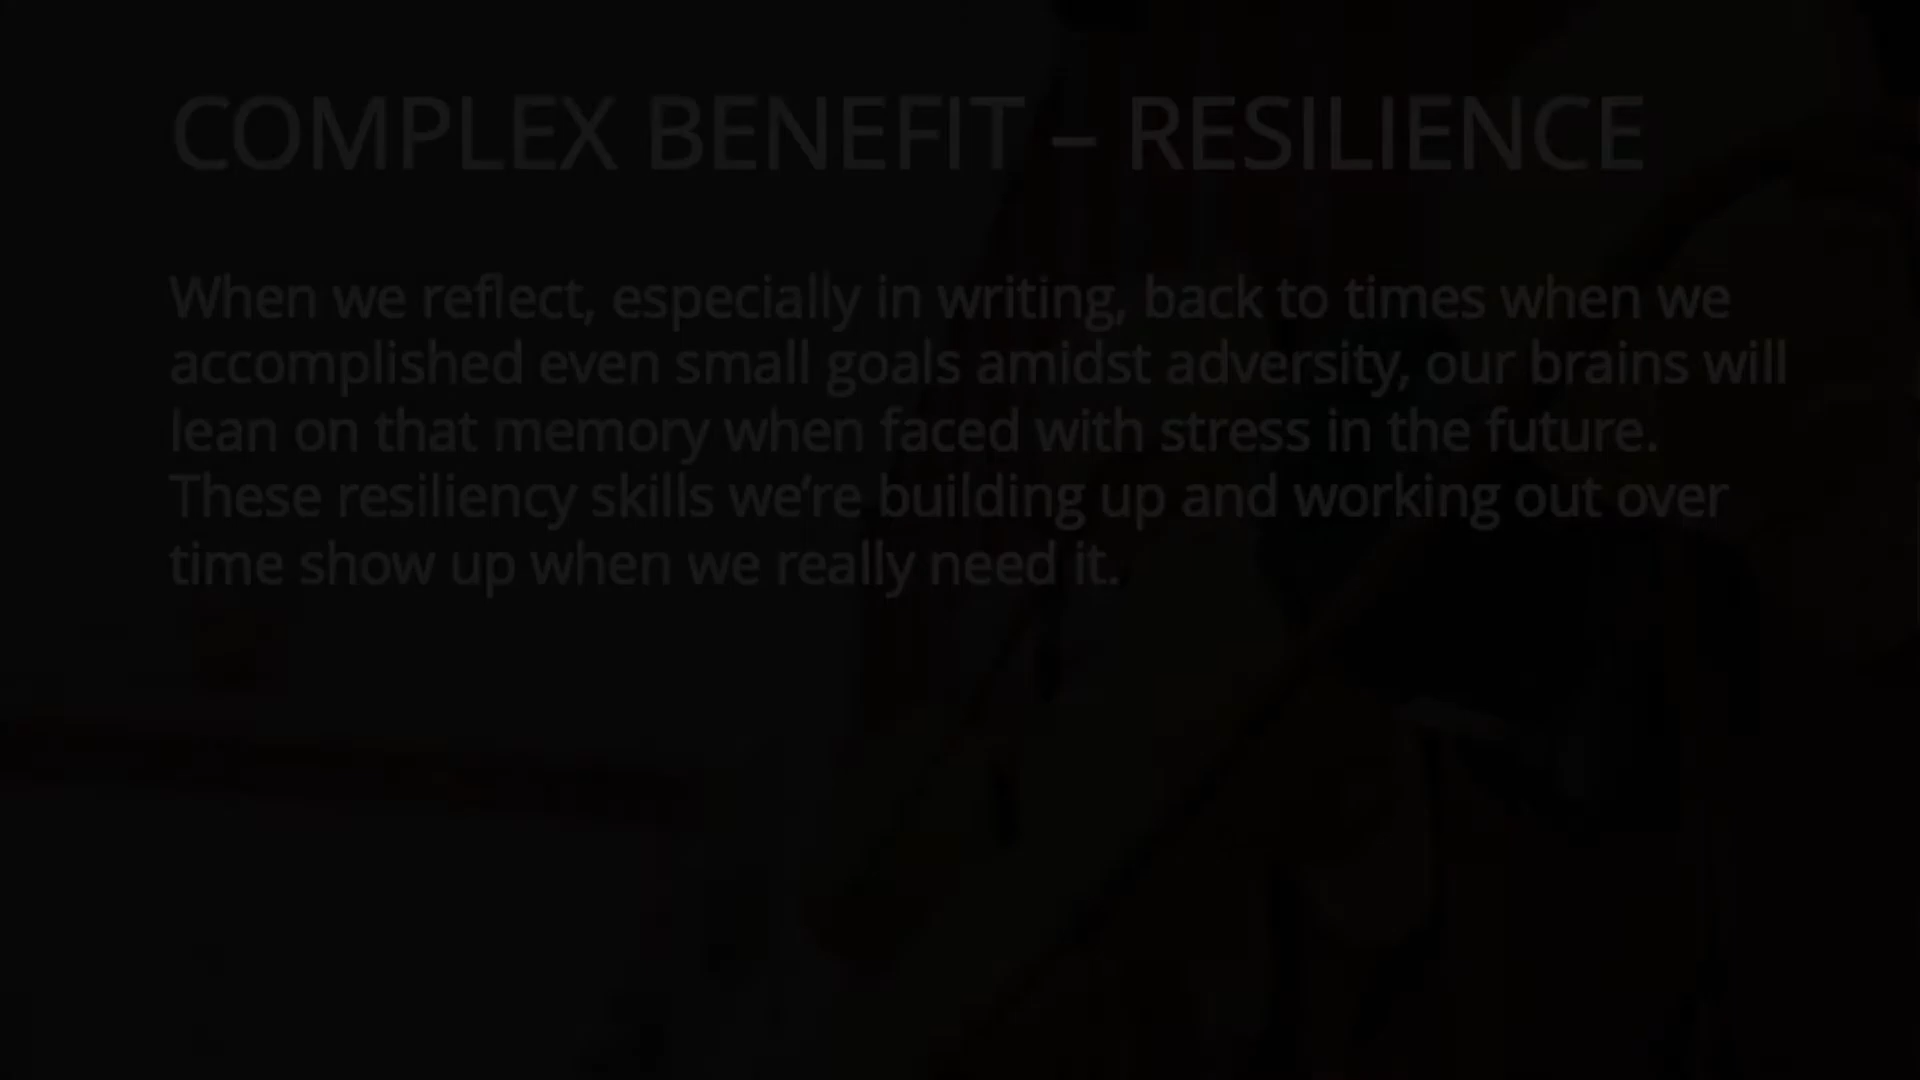 COMPLEX BENEFIT – RESILIENCE
When we reflect, especially in writing, back to times when we
accomplished even small goals amidst adversity, our brains will
lean on that memory when faced with stress in the future.
These resiliency skills we’re building up and working out over
time show up when we really need it.